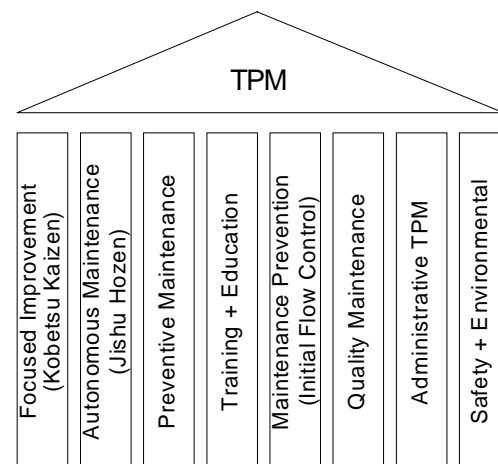 TPM
Focused Improvement
(Kobetsu Kaizen)
Autonomous Maintenance
(Jishu Hozen)
Preventive Maintenance
Training + Education
Maintenance Prevention
(Initial Flow Control)
Quality Maintenance
Administrative TPM
Safety + Environmental